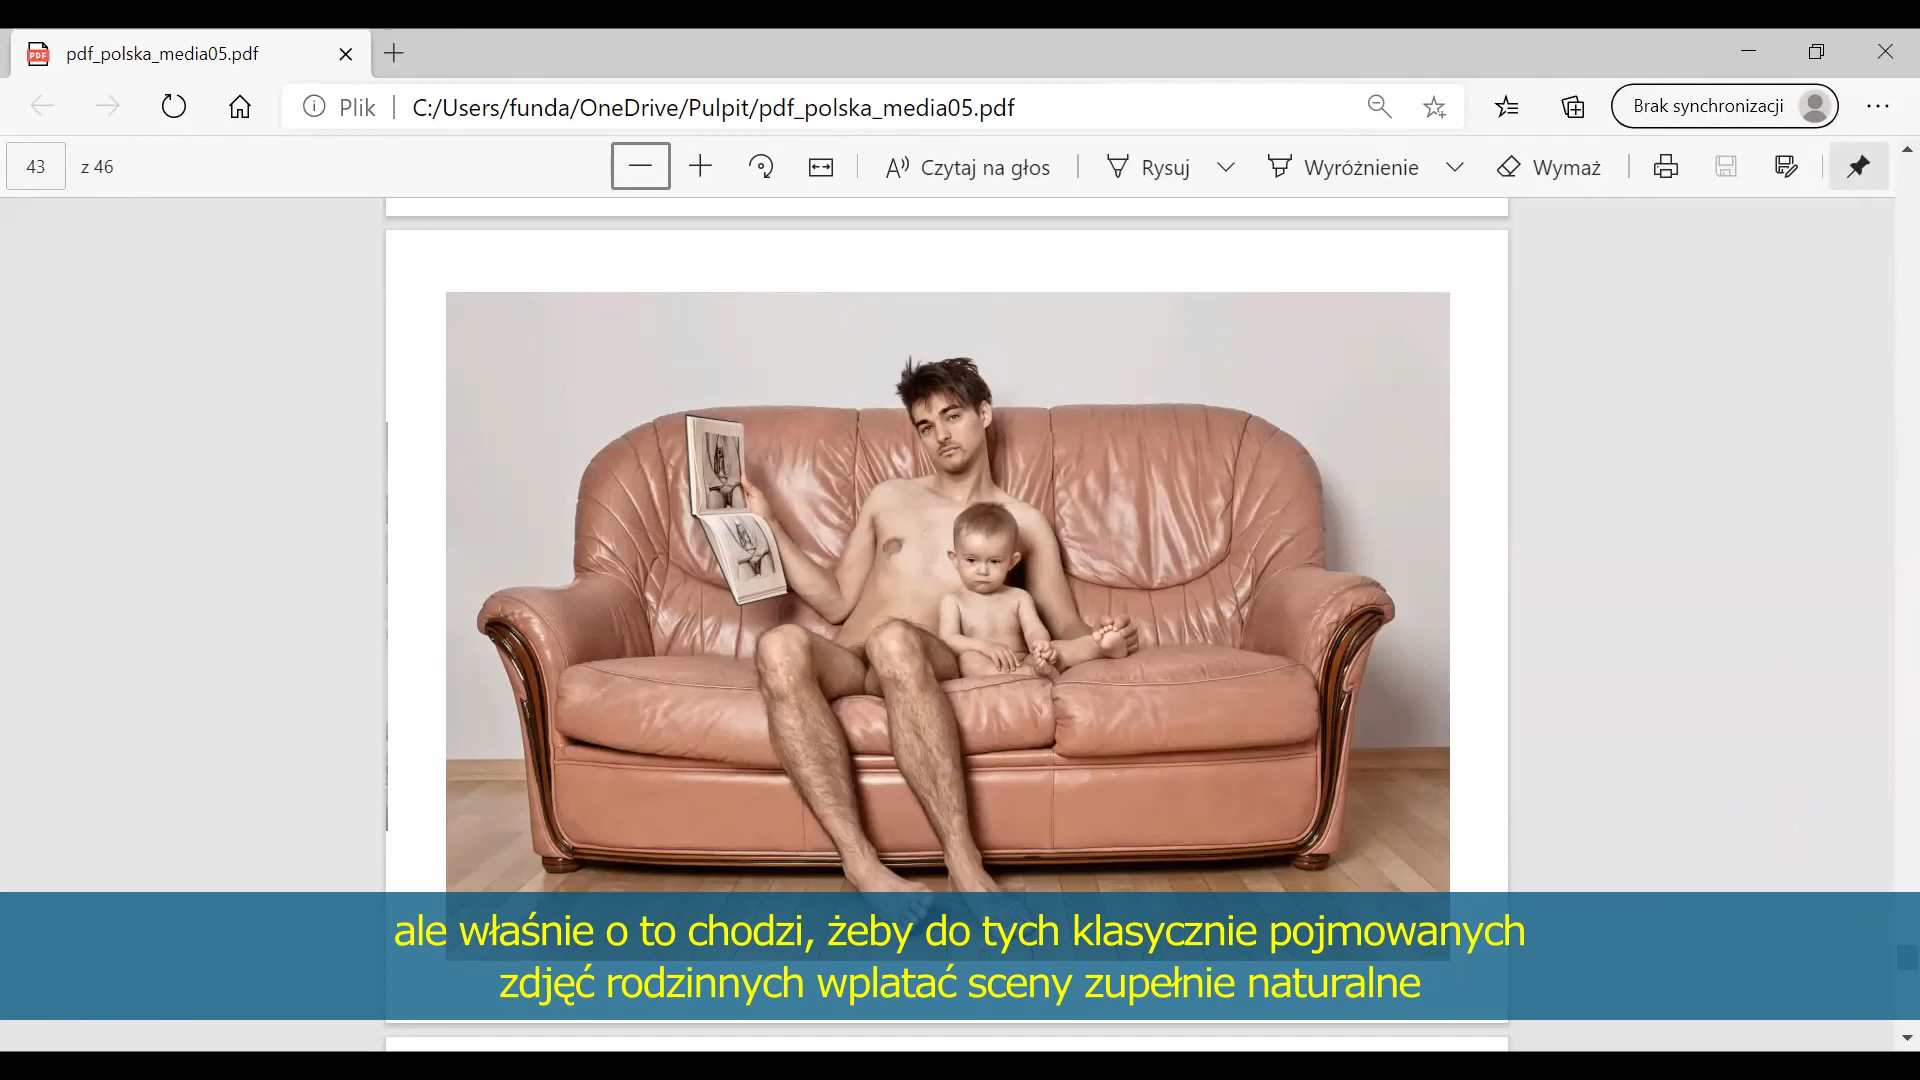 pdf_polska_media05.pdf
Plik
C:/Users/funda/OneDrive/Pulpit/pdf_polska_media05.pdf
Brak synchronizacji
43 z 46
Czytaj na głos
Rysuj
Wyróżnienie
Wymaż
ale właśnie o to chodzi, żeby do tych klasycznie pojmowanych
zdjęć rodzinnych wplatać sceny zupełnie naturalne